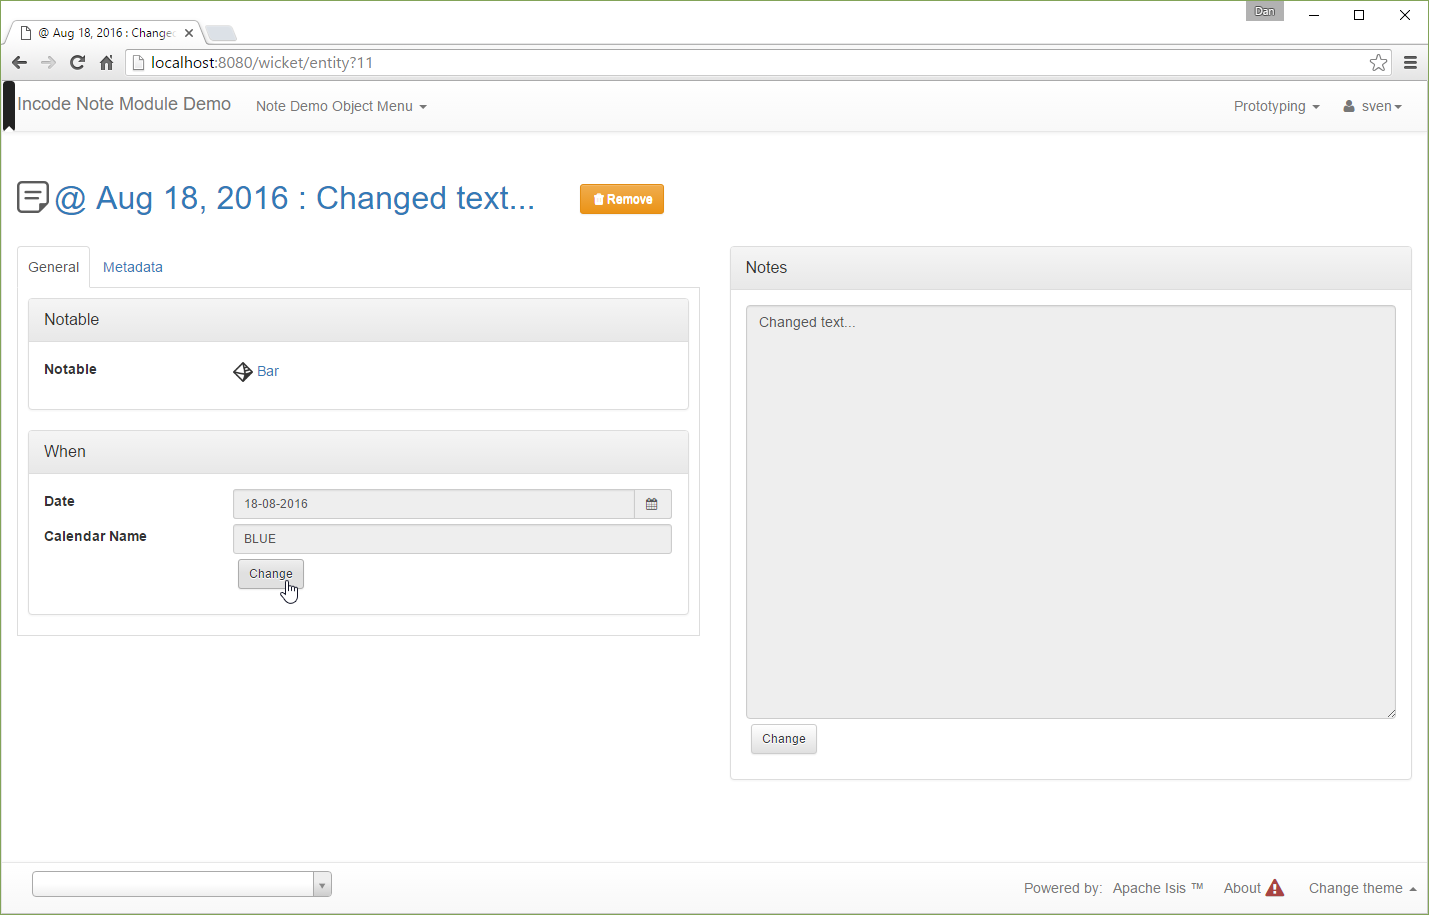 Dan
@ Aug 18, 2016 : Change
localhost:8080/wicket/entity?11
Incode Note Module Demo
Note Demo Object Menu
Prototyping
sven
@ Aug 18, 2016 : Changed text...
Remove
General
Metadata
Notable
Notable
Bar
When
Date
18-08-2016
Calendar Name
BLUE
Change
Notes
Changed text...
Change
Powered by: Apache Isis ™
About
Change theme